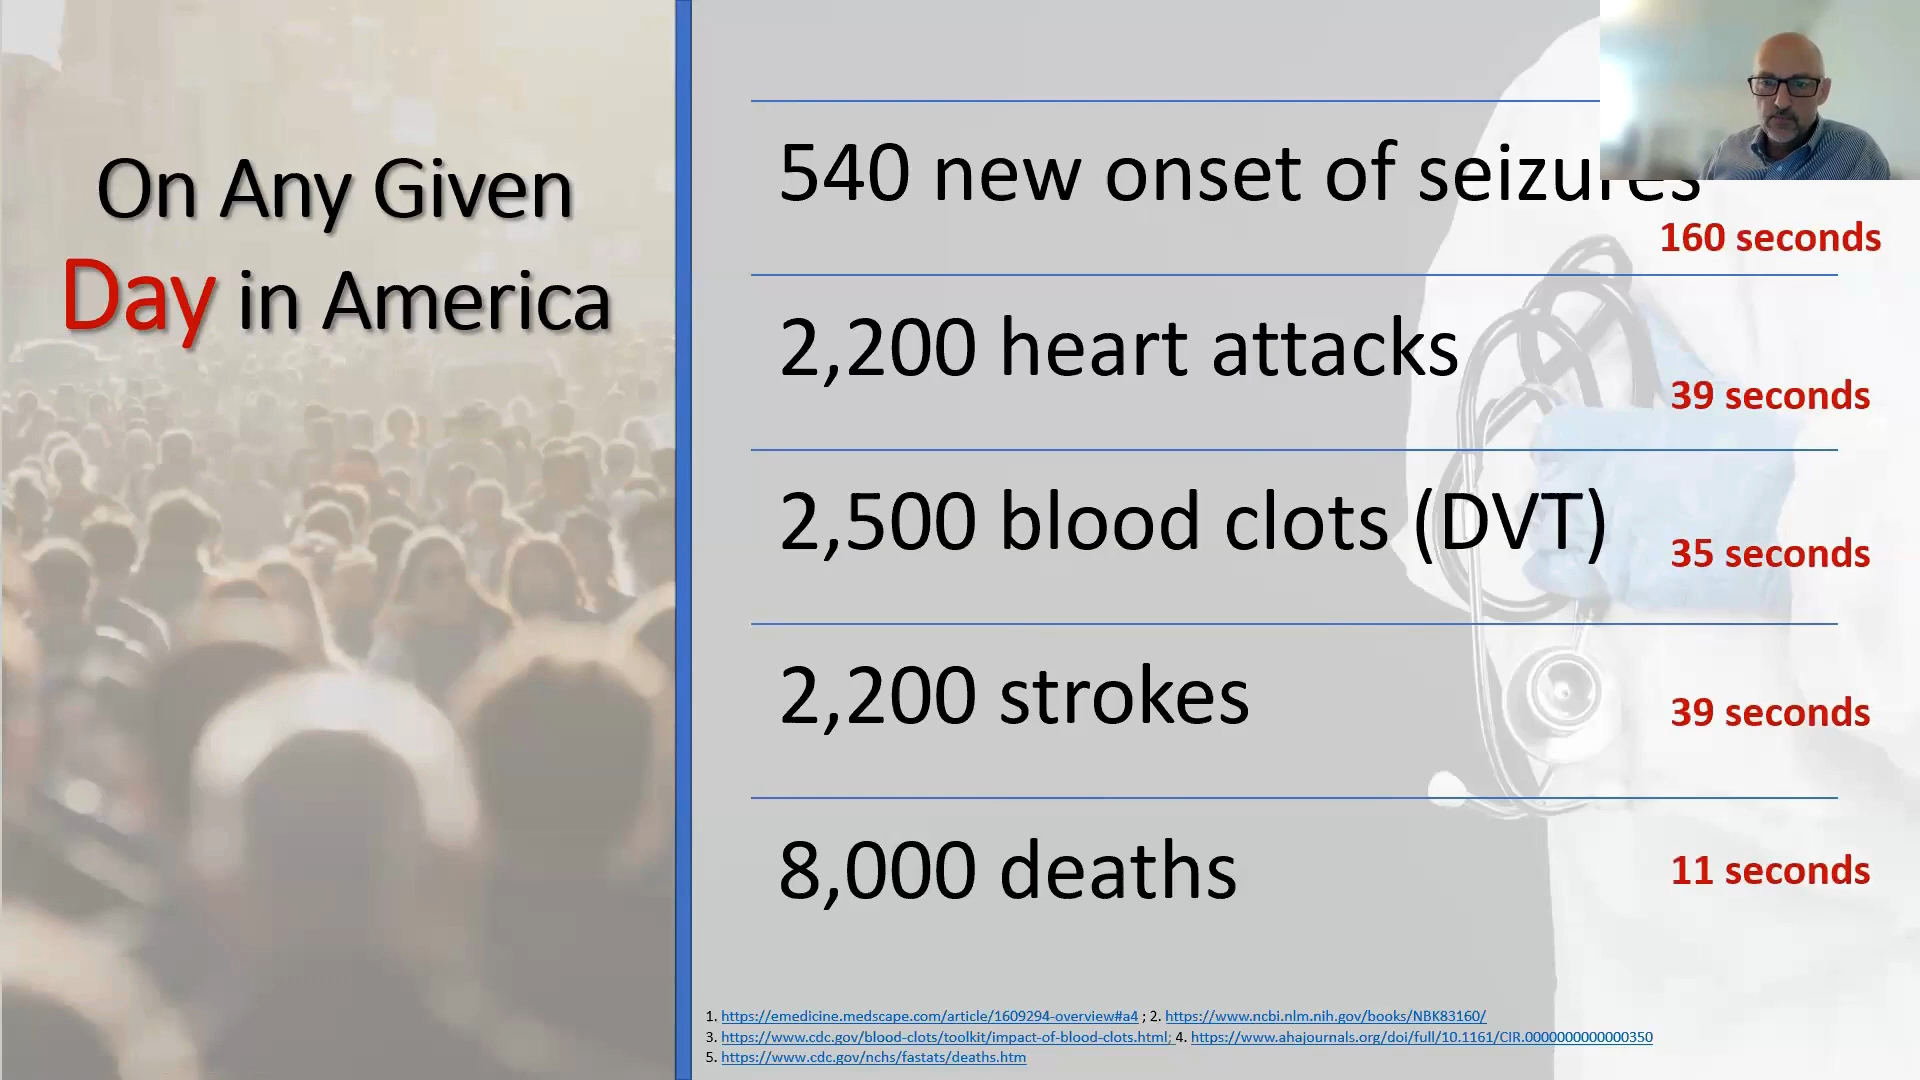 On Any Given
Day in America
540 new onset of seizures
160 seconds
2,200 heart attacks
39 seconds
2,500 blood clots (DVT)
35 seconds
2,200 strokes
39 seconds
8,000 deaths
11 seconds
1. https://emedicine.medscape.com/article/1609294-overview#a4 ; 2. https://www.ncbi.nlm.nih.gov/books/NBK83160/
3. https://www.cdc.gov/blood-clots/toolkit/impact-of-blood-clots.html; 4. https://www.ahajournals.org/doi/full/10.1161/CIR.0000000000000350
5. https://www.cdc.gov/nchs/fastats/deaths.htm